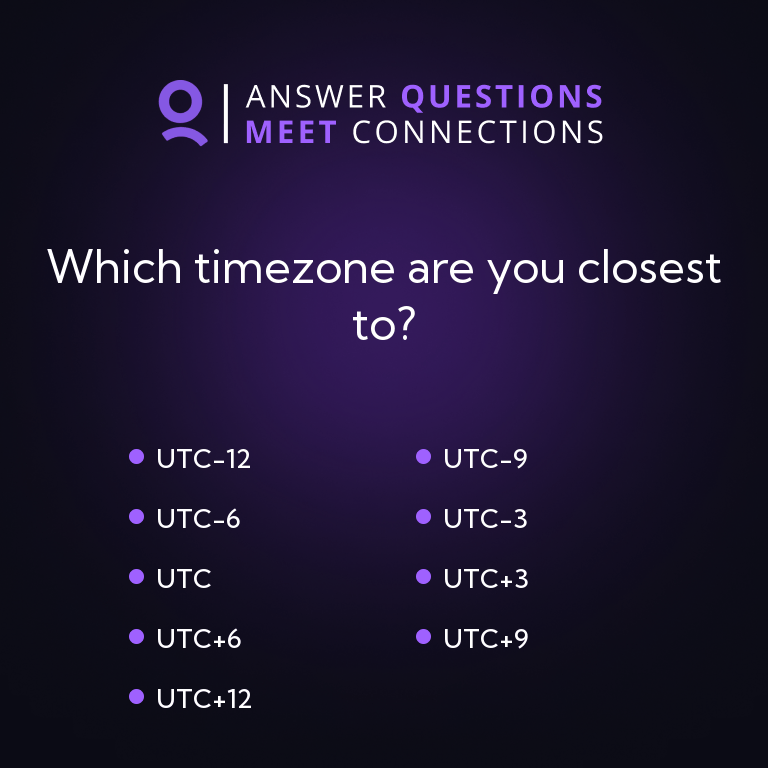 ANSWER QUESTIONS
MEET CONNECTIONS
Which timezone are you closest
to?
UTC-12
UTC-9
UTC-6
UTC-3
UTC
UTC+3
UTC+6
UTC+9
UTC+12